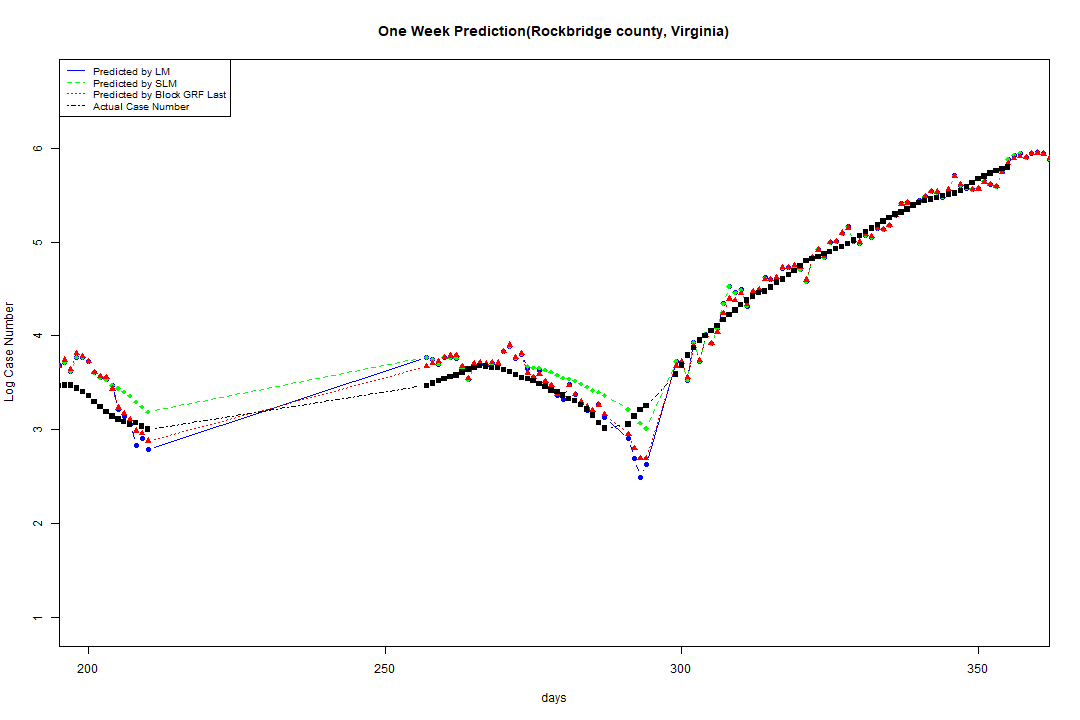 One Week Prediction(Rockbridge county, Virginia)
Predicted by LM
Predicted by SLM
Predicted by Block GRF Last
Actual Case Number
6
5
4
3
2
1
Log Case Number
200 250 300 350
days